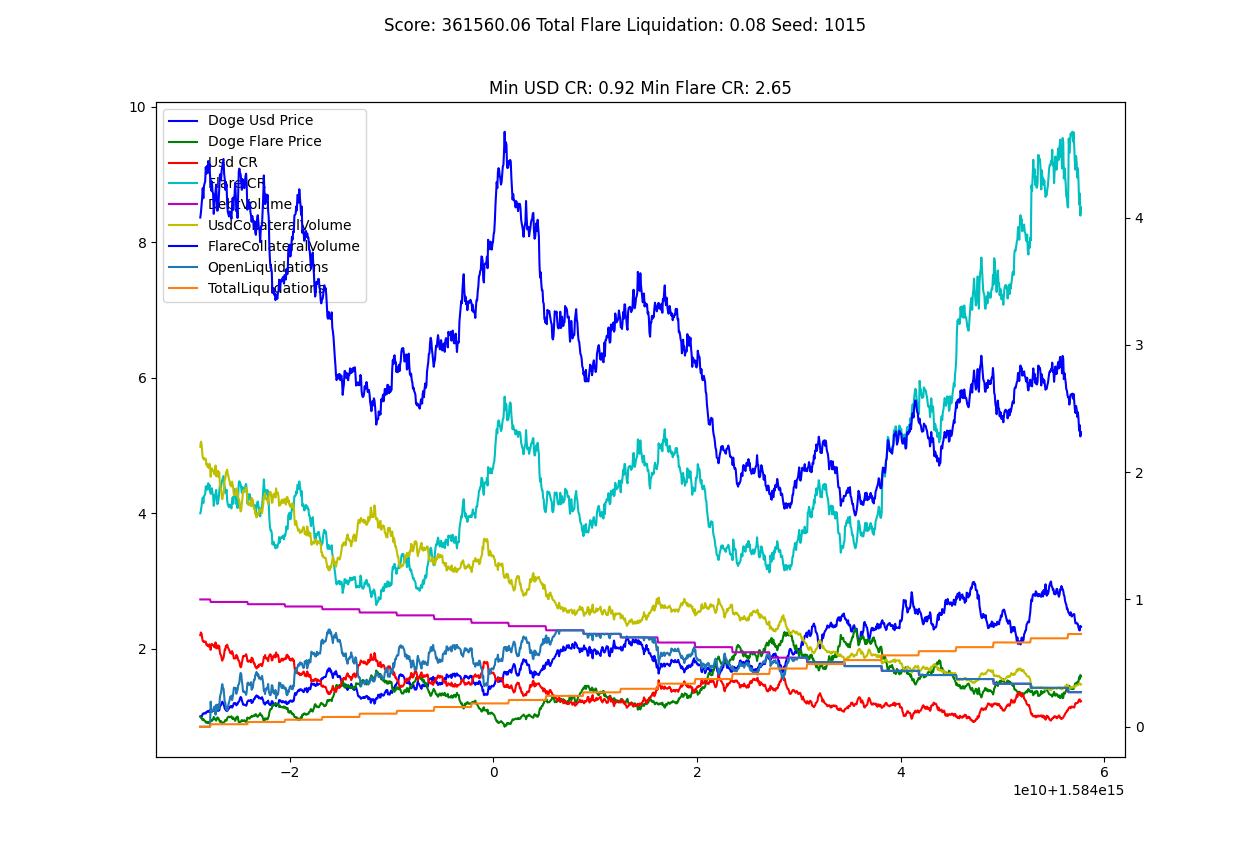 Score: 361560.06 Total Flare Liquidation: 0.08 Seed: 1015
Min USD CR: 0.92 Min Flare CR: 2.65
Doge Usd Price
Doge Flare Price
Usd CR
Flare CR
DebtVolume
UsdCollateralVolume
FlareCollateralVolume
OpenLiquidations
TotalLiquidations
10
8
6
4
2
4
3
2
1
0
−2
0
2
4
6
1e10+1.584e15